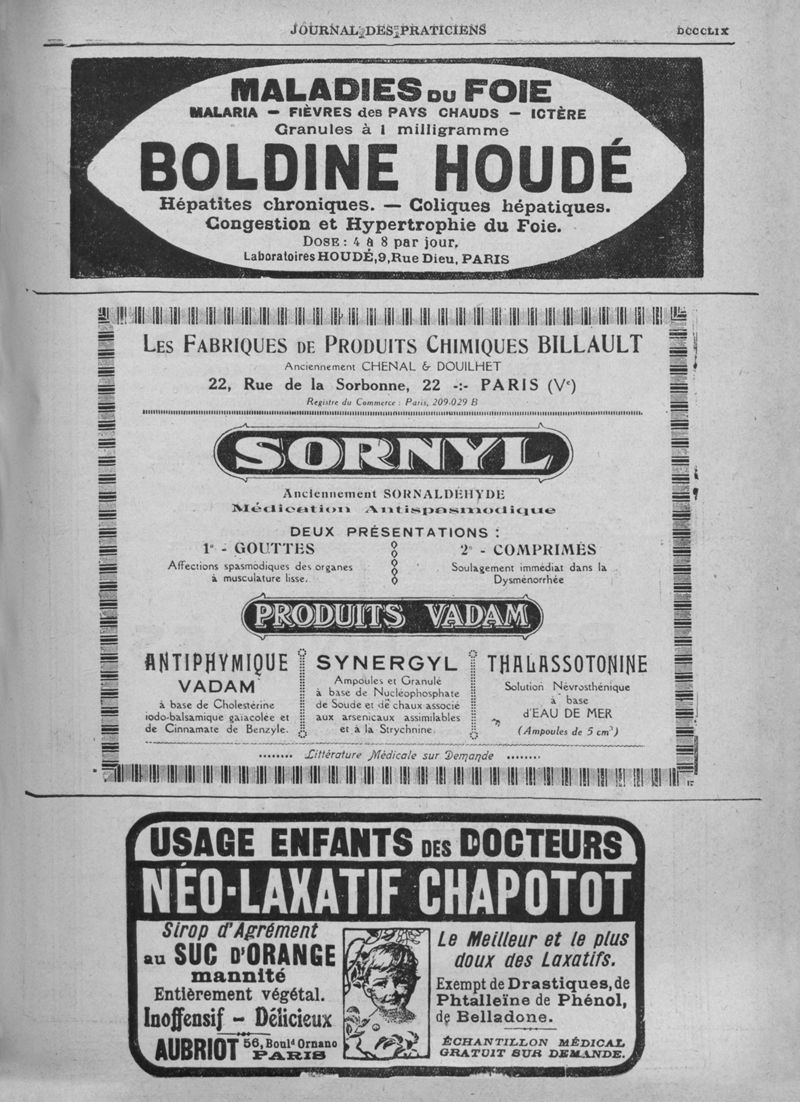 JOURNAL DES PRATICIENS
DCCCLIX
MALADIES DU FOIE
MALARIA — FIÈVRES des PAYS CHAUDS — ICTÈRE
Granules à 1 milligramme
BOLDINE HOUDÉ
Hépatites chroniques. — Coliques hépatiques.
Congestion et Hypertrophie du Foie.
DOSE : 4 à 8 par jour.
Laboratoires HOUDÉ, 9, Rue Dieu, PARIS
LES FABRIQUES DE PRODUITS CHIMIQUES BILLAULT
Anciennement CHENAL & DOUILHET
22, Rue de la Sorbonne, 22 -:- PARIS (Ve)
Registre du Commerce : Paris, 209.029 B
SORNYL
Anciennement SORNALDÉHYDE
Médication Antispasmodique
DEUX PRÉSENTATIONS :
1° - GOUTTES
Affections spasmodiques des organes
à musculature lisse.
2° - COMPRIMÉS
Soulagement immédiat dans la
Dysménorrhée
PRODUITS VADAM
ANTIPHYMIQUE
VADAM
à base de Cholestérine
iodo-balsamique gaïacolée et
de Cinnamate de Benzyle.
SYNERGYL
Ampoules et Granulé
à base de Nucléophosphate
de Soude et de chaux associé
aux arsenicaux assimilables
et à la Strychnine.
THALASSOTONINE
Solution Névrosthénique
à base
d'EAU DE MER
(Ampoules de 5 cm³)
Littérature Médicale sur Demande
USAGE ENFANTS DES DOCTEURS
NÉO-LAXATIF CHAPOTOT
Sirop d'Agrément
au SUC D'ORANGE
mannité
Entièrement végétal.
Inoffensif - Délicieux
AUBRIOT 56, Bould Ornano
PARIS
Le Meilleur et le plus
doux des Laxatifs.
Exempt de Drastiques, de
Phtalleïne de Phénol,
de Belladone.
ÉCHANTILLON MÉDICAL
GRATUIT SUR DEMANDE.